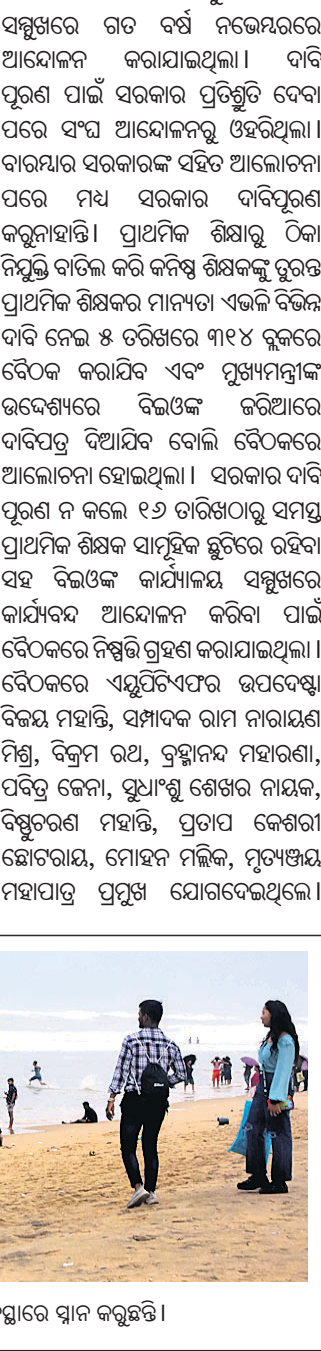 ସମ୍ମୁଖରେ ଗତ ବର୍ଷ ନଭେମ୍ବରରେ
ଆନ୍ଦୋଳନ କରାଯାଇଥିଲା। ଦାବି
ପୂରଣ ପାଇଁ ସରକାର ପ୍ରତିଶ୍ରୁତି ଦେବା
ପରେ ସଂଘ ଆନ୍ଦୋଳନରୁ ଓହରିଥିଲା।
ବାରମ୍ବାର ସରକାରଙ୍କ ସହିତ ଆଲୋଚନା
ପରେ ମଧ୍ୟ ସରକାର ଦାବିପୂରଣ
କରୁନାହାନ୍ତି। ପ୍ରାଥମିକ ଶିକ୍ଷାରୁ ଠିକା
ନିଯୁକ୍ତି ବାତିଲ କରି କନିଷ୍ଠ ଶିକ୍ଷକଙ୍କୁ ତୁରନ୍ତ
ପ୍ରାଥମିକ ଶିକ୍ଷକର ମାନ୍ୟତା ଏଭଳି ବିଭିନ୍ନ
ଦାବି ନେଇ ୫ ତରିଖରେ ୩୧୪ ବ୍ଲକରେ
ବୈଠକ କରାଯିବ ଏବଂ ମୁଖ୍ୟମନ୍ତ୍ରୀଙ୍କ
ଉଦ୍ଦେଶ୍ୟରେ ବିଇଓଙ୍କ ଜରିଆରେ
ଦାବିପତ୍ର ଦିଆଯିବ ବୋଲି ବୈଠକରେ
ଆଲୋଚନା ହୋଇଥିଲା। ସରକାର ଦାବି
ପୂରଣ ନ କଲେ ୧୬ ତାରିଖଠାରୁ ସମସ୍ତ
ପ୍ରାଥମିକ ଶିକ୍ଷକ ସାମୂହିକ ଛୁଟିରେ ରହିବା
ସହ ବିଇଓଙ୍କ କାର୍ଯ୍ୟାଳୟ ସମ୍ମୁଖରେ
କାର୍ଯ୍ୟବନ୍ଦ ଆନ୍ଦୋଳନ କରିବା ପାଇଁ
ବୈଠକରେ ନିଷ୍ପତ୍ତି ଗ୍ରହଣ କରାଯାଇଥିଲା।
ବୈଠକରେ ଏୟୁପିଟିଏଫର ଉପଦେଷ୍ଟା
ବିଜୟ ମହାନ୍ତି, ସମ୍ପାଦକ ରାମ ନାରାୟଣ
ମିଶ୍ର, ବିକ୍ରମ ରଥ, ବ୍ରହ୍ମାନନ୍ଦ ମହାରଣା,
ପବିତ୍ର ଜେନା, ସୁଧାଂଶୁ ଶେଖର ନାୟକ,
ବିଷ୍ଣୁଚରଣ ମହାନ୍ତି, ପ୍ରତାପ କେଶରୀ
ଛୋଟରାୟ, ମୋହନ ମଲ୍ଲିକ, ମୃତ୍ୟୁଞ୍ଜୟ
ମହାପାତ୍ର ପ୍ରମୁଖ ଯୋଗଦେଇଥିଲେ।
ସ୍ନାନ କରୁଛନ୍ତି।